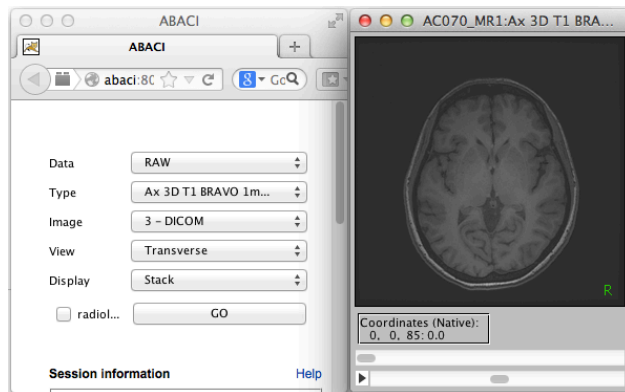 ABACI
ABACI
abaci:80
8
Data
RAW
Type
Ax 3D T1 BRAVO 1m...
Image
3 - DICOM
View
Transverse
Display
Stack
radiol...
GO
Session information
Help
AC070_MR1:Ax 3D T1 BRA...
R
Coordinates (Native):
0, 0, 85: 0.0